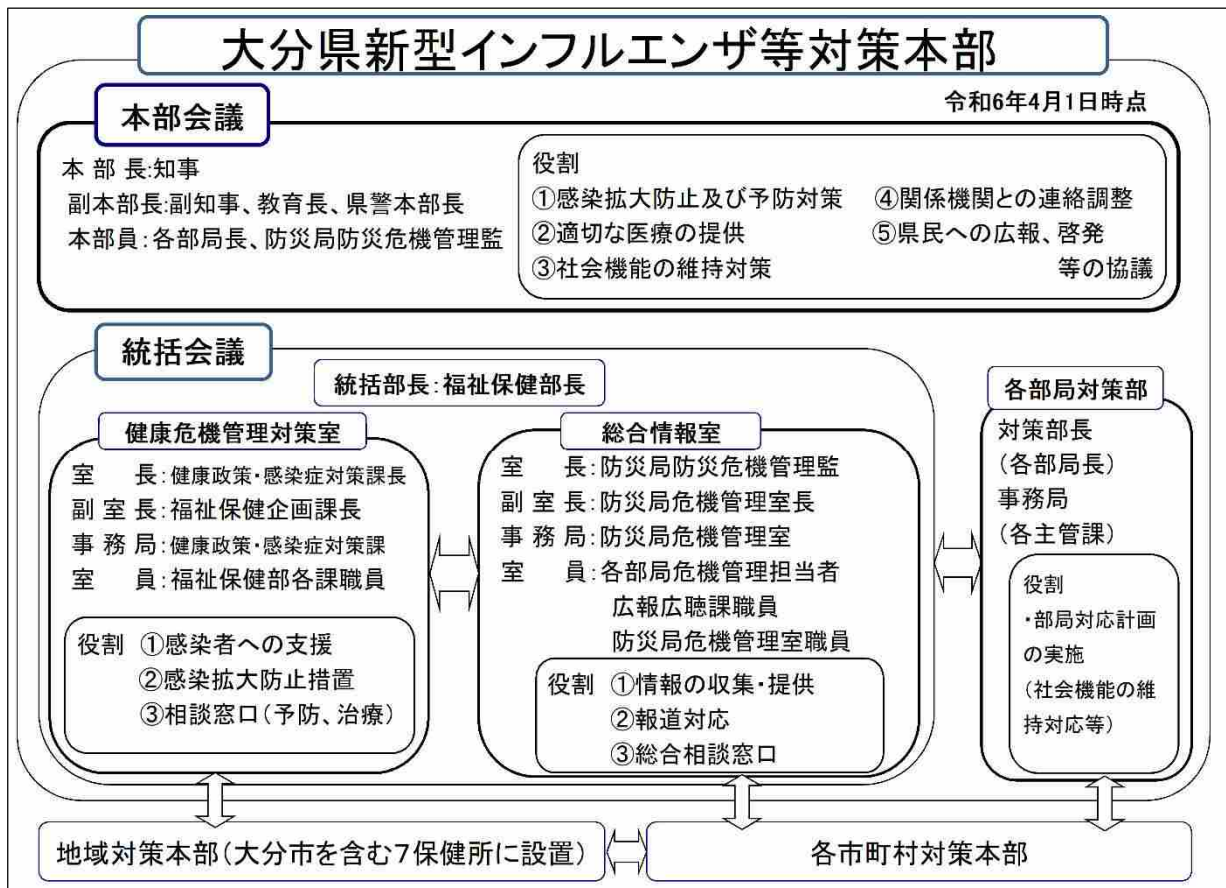 大分県新型インフルエンザ等対策本部
令和6年4月1日時点
本部会議
本 部 長:知事
副本部長:副知事、教育長、県警本部長
本部員:各部局長、防災局防災危機管理監
役割
①感染拡大防止及び予防対策
②適切な医療の提供
③社会機能の維持対策
④関係機関との連絡調整
⑤県民への広報、啓発
等の協議
統括会議
統括部長:福祉保健部長
健康危機管理対策室
室 長:健康政策・感染症対策課長
副 室 長:福祉保健企画課長
事 務 局:健康政策・感染症対策課
室 員:福祉保健部各課職員
役割 ①感染者への支援
②感染拡大防止措置
③相談窓口(予防、治療)
総合情報室
室 長:防災局防災危機管理監
副 室 長:防災局危機管理室長
事 務 局:防災局危機管理室
室 員:各部局危機管理担当者
広報広聴課職員
防災局危機管理室職員
役割 ①情報の収集・提供
②報道対応
③総合相談窓口
各部局対策部
対策部長
(各部局長)
事務局
(各主管課)
役割
・部局対応計画
の実施
(社会機能の維
持対応等)
地域対策本部(大分市を含む7保健所に設置)
各市町村対策本部